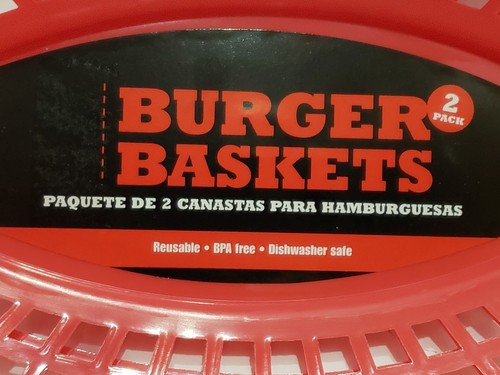 BURGER
2
PACK
BASKETS
PAQUETE DE 2 CANASTAS PARA HAMBURGUESAS
Reusable • BPA free • Dishwasher safe